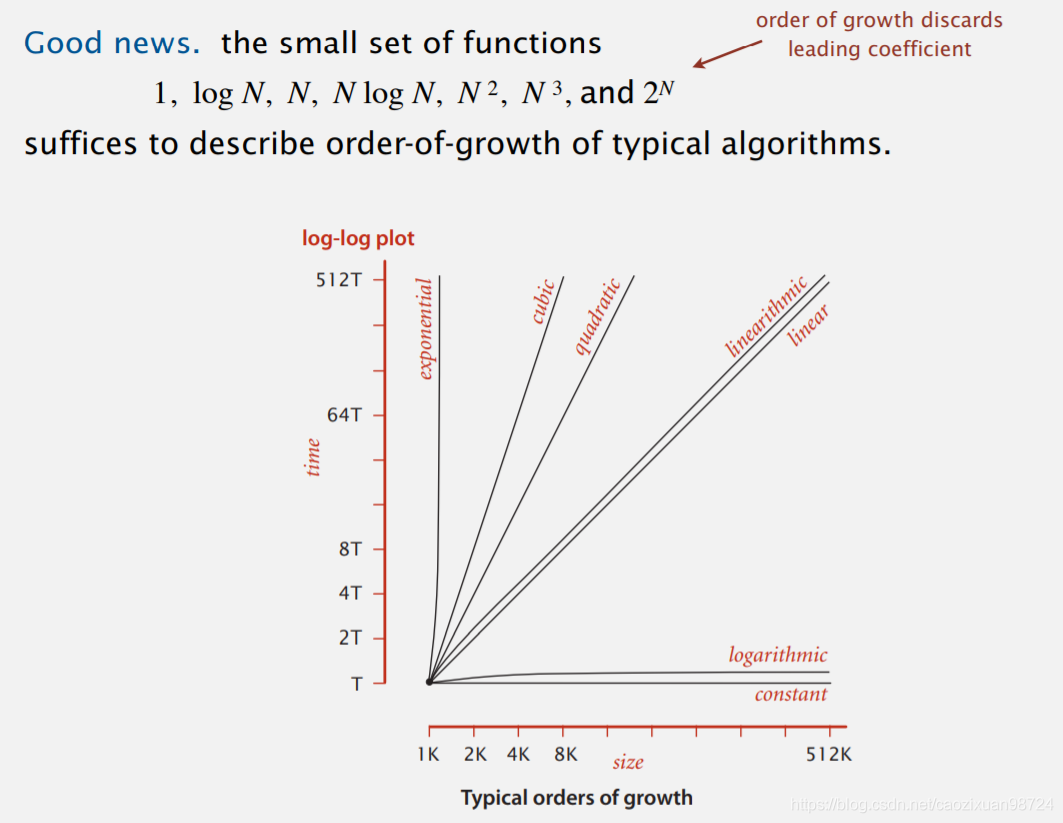 order of growth discards
leading coefficient
Good news. the small set of functions
1, log N, N, N log N, N², N³, and 2ᴺ
suffices to describe order-of-growth of typical algorithms.
log-log plot
512T
64T
8T
4T
2T
T
time
exponential
cubic
quadratic
linearithmic
linear
logarithmic
constant
1K 2K 4K 8K 512K
size
Typical orders of growth
https://blog.csdn.net/caozixuan98724